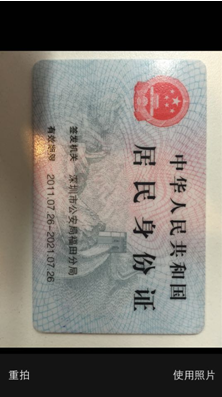 中华人民共和国
居民身份证
签发机关 深圳市公安局福田分局
有效期限 2011.07.26-2021.07.26
重拍 使用照片